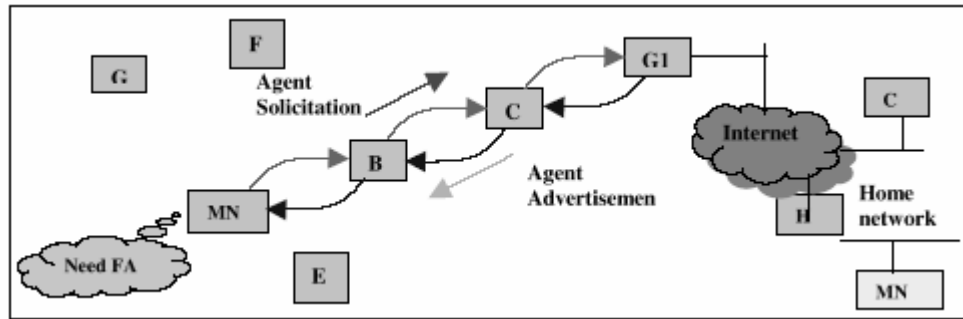 F
G
G1
Agent
Solicitation
C
C
Internet
B
Agent
Advertisemen
MN
H
Home
network
Need FA
E
MN